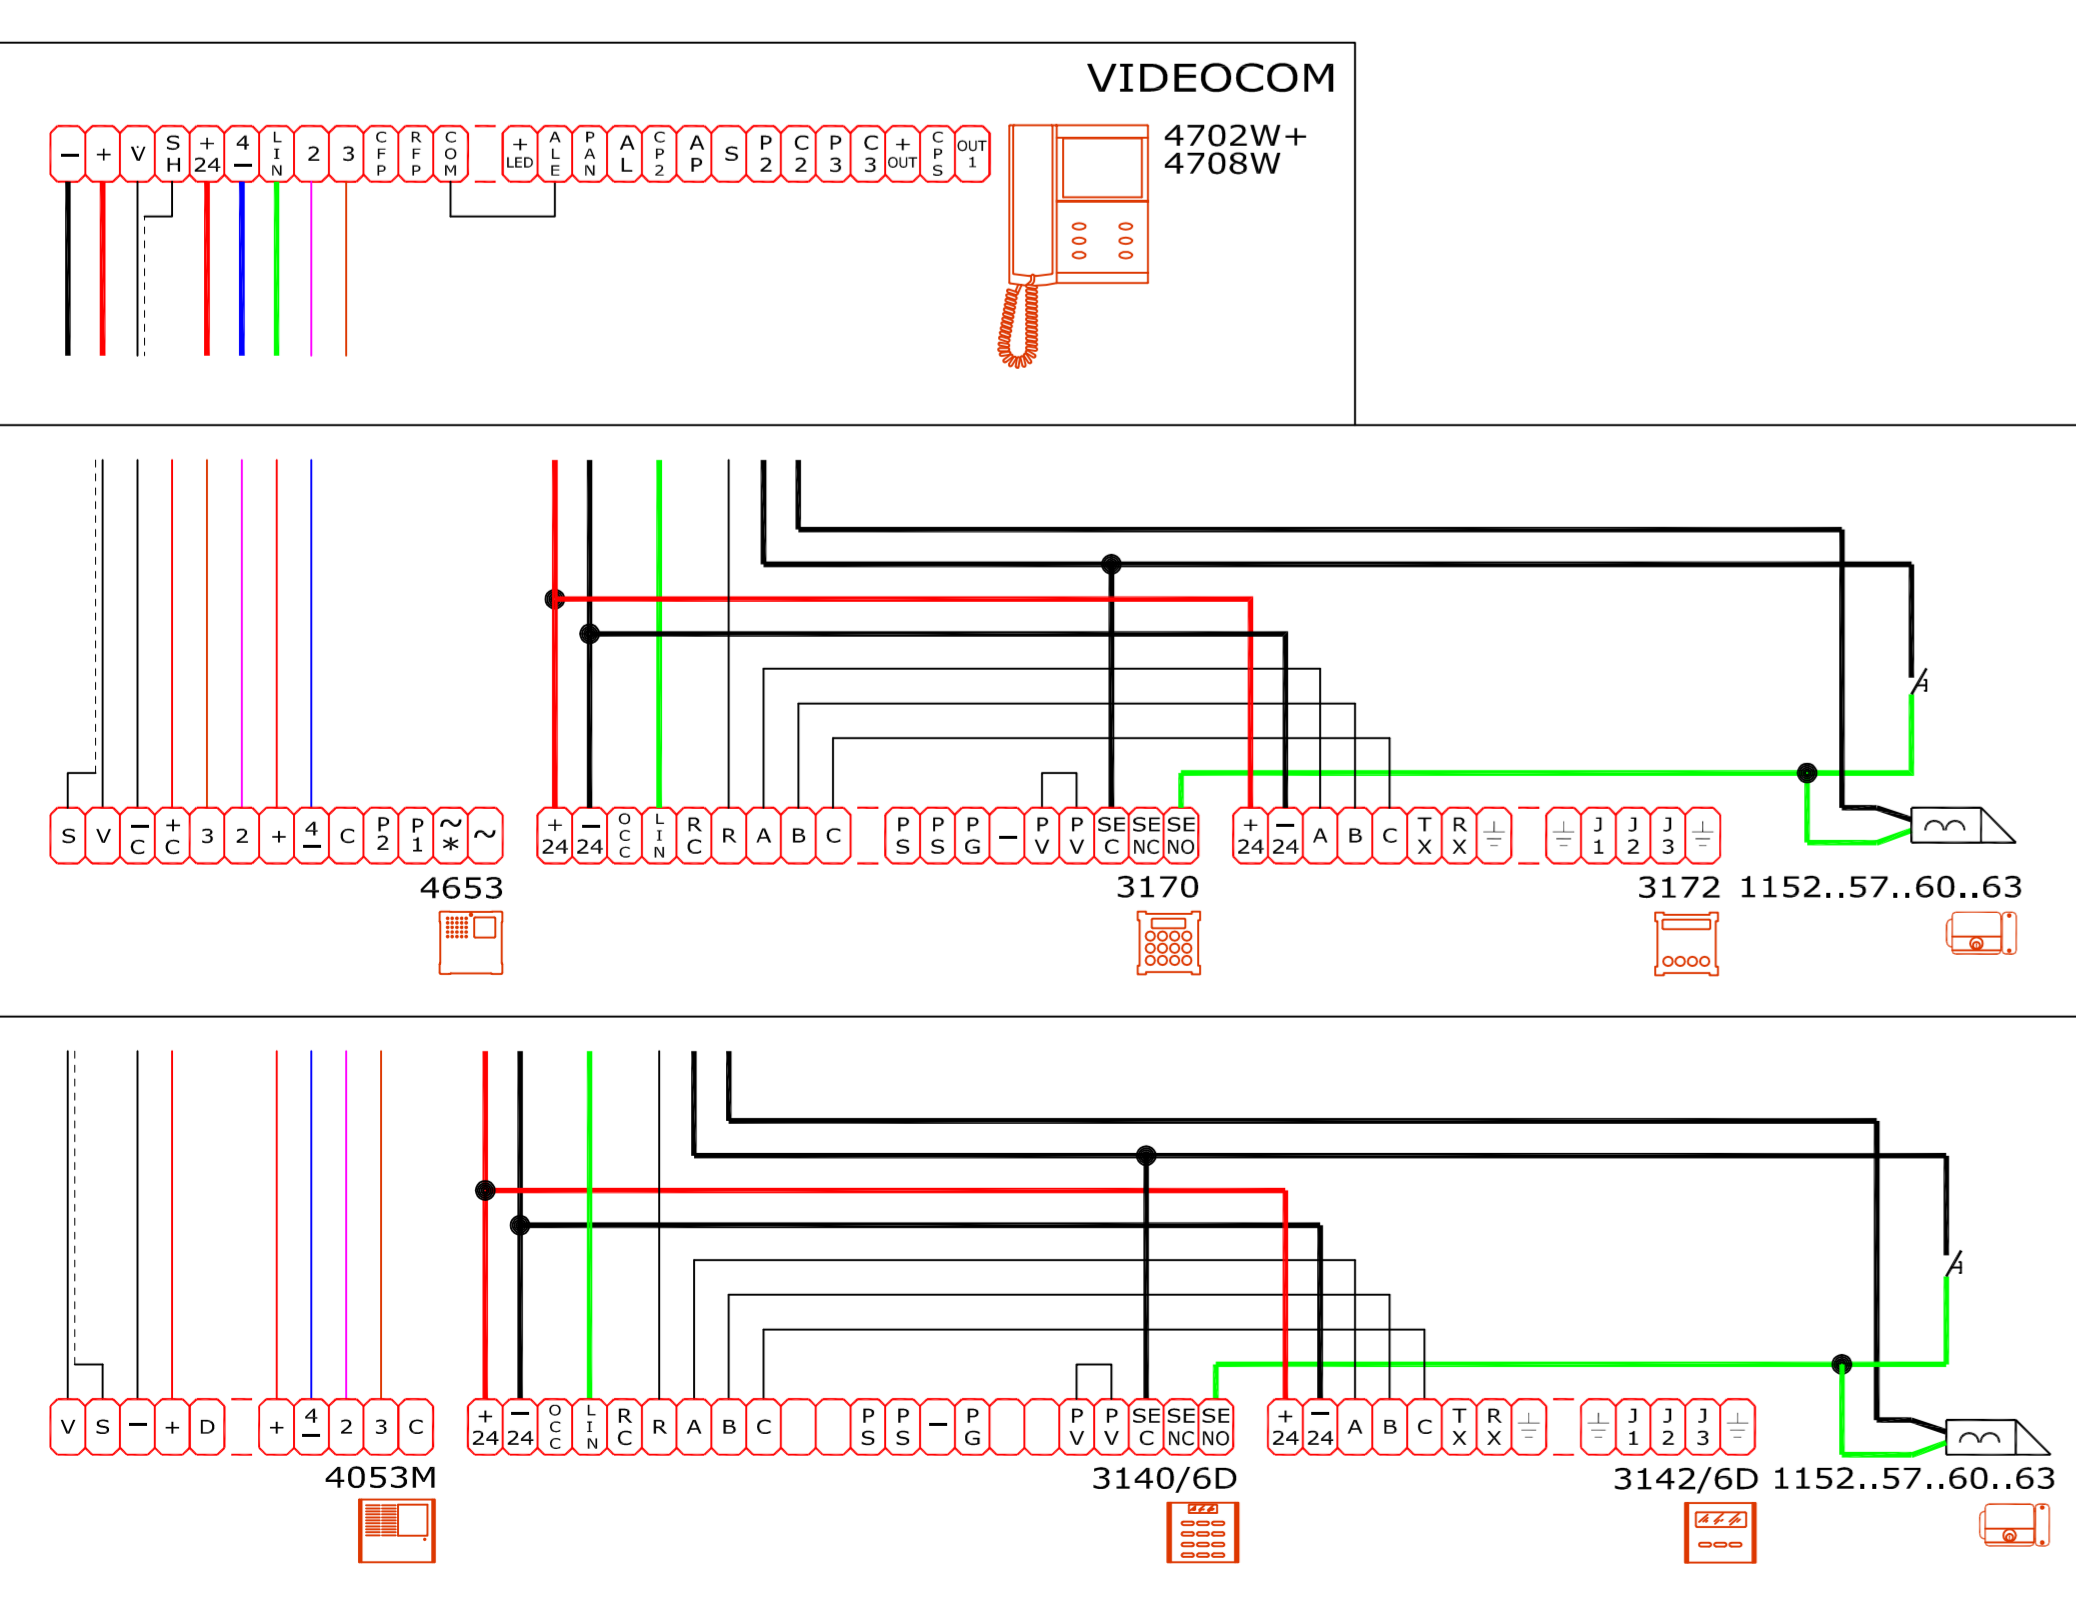 VIDEOCOM
— + V SH +24 4— LIN 2 3 CFP RFP COM +LED ALE PAN AL CP2 AP S P2 C2 P3 C3 +OUT CPS OUT1
4702W+
4708W
1
S V —C +C 3 2 + 4— C P2 P1 ~* ~ +24 —24 OCC LIN RC R A B C PS PS PG — PV PV SEC SENC SENO +24 —24 A B C TX RX J1 J2 J3
4653 3170 3172 1152..57..60..63
1
V S — + D + 4— 2 3 C +24 —24 OCC LIN RC R A B C PS PS — PG PV PV SEC SENC SENO +24 —24 A B C TX RX J1 J2 J3
4053M 3140/6D 3142/6D 1152..57..60..63